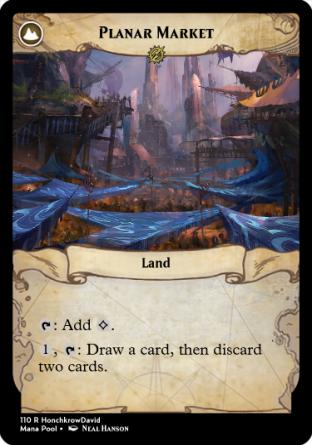 PLANAR MARKET
Land
: Add .
1, : Draw a card, then discard
two cards.
110 R HonchkrowDavid
Mana Pool • NEAL HANSON